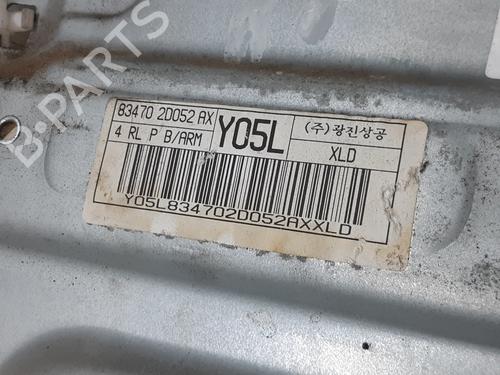 B-PARTS
83470 2D052 AX
4 RL P B/ARM
Y05L
(주)광진상공
XLD
Y05L834702D052AXXLD